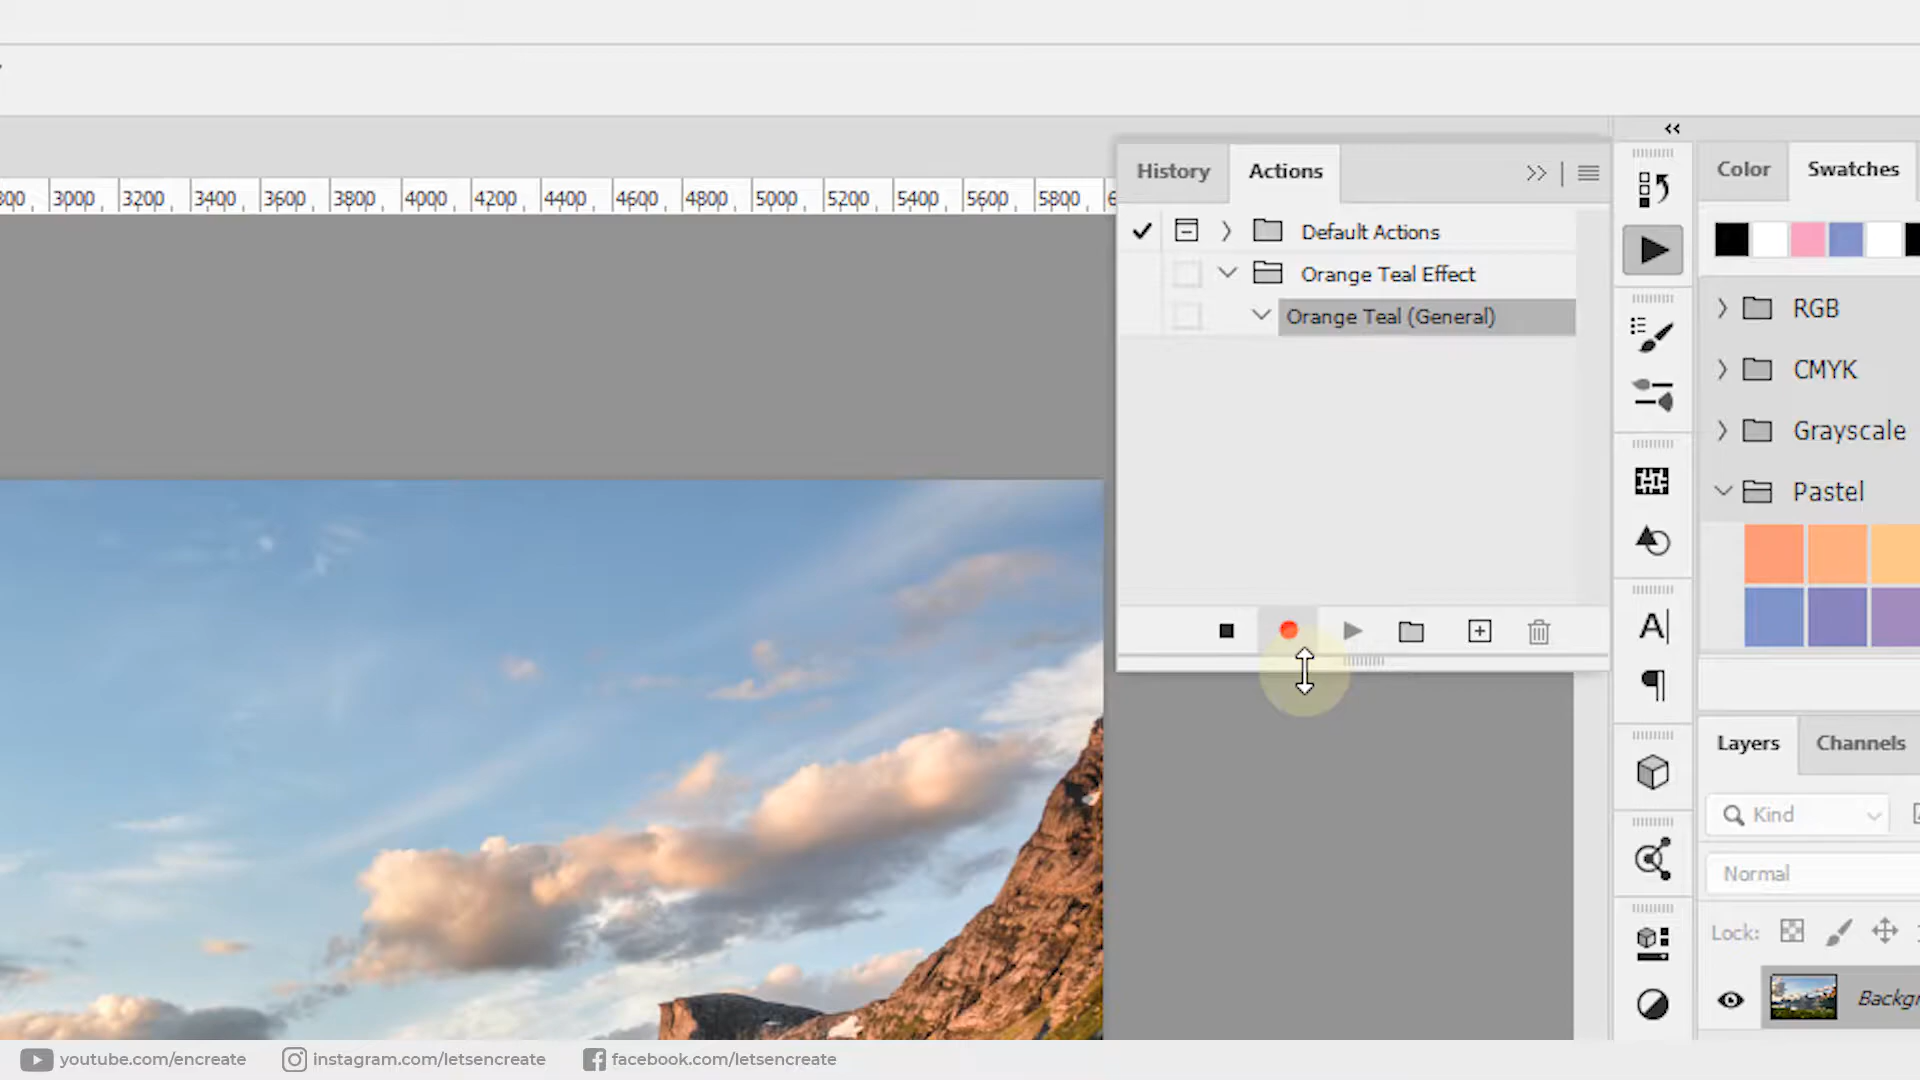 History
Actions
Color
Swatches
3000
3200
3400
3600
3800
4000
4200
4400
4600
4800
5000
5200
5400
5600
5800
Default Actions
Orange Teal Effect
Orange Teal (General)
RGB
CMYK
Grayscale
Pastel
A
Layers
Channels
Kind
Normal
Lock:
youtube.com/encreate
instagram.com/letsencreate
facebook.com/letsencreate